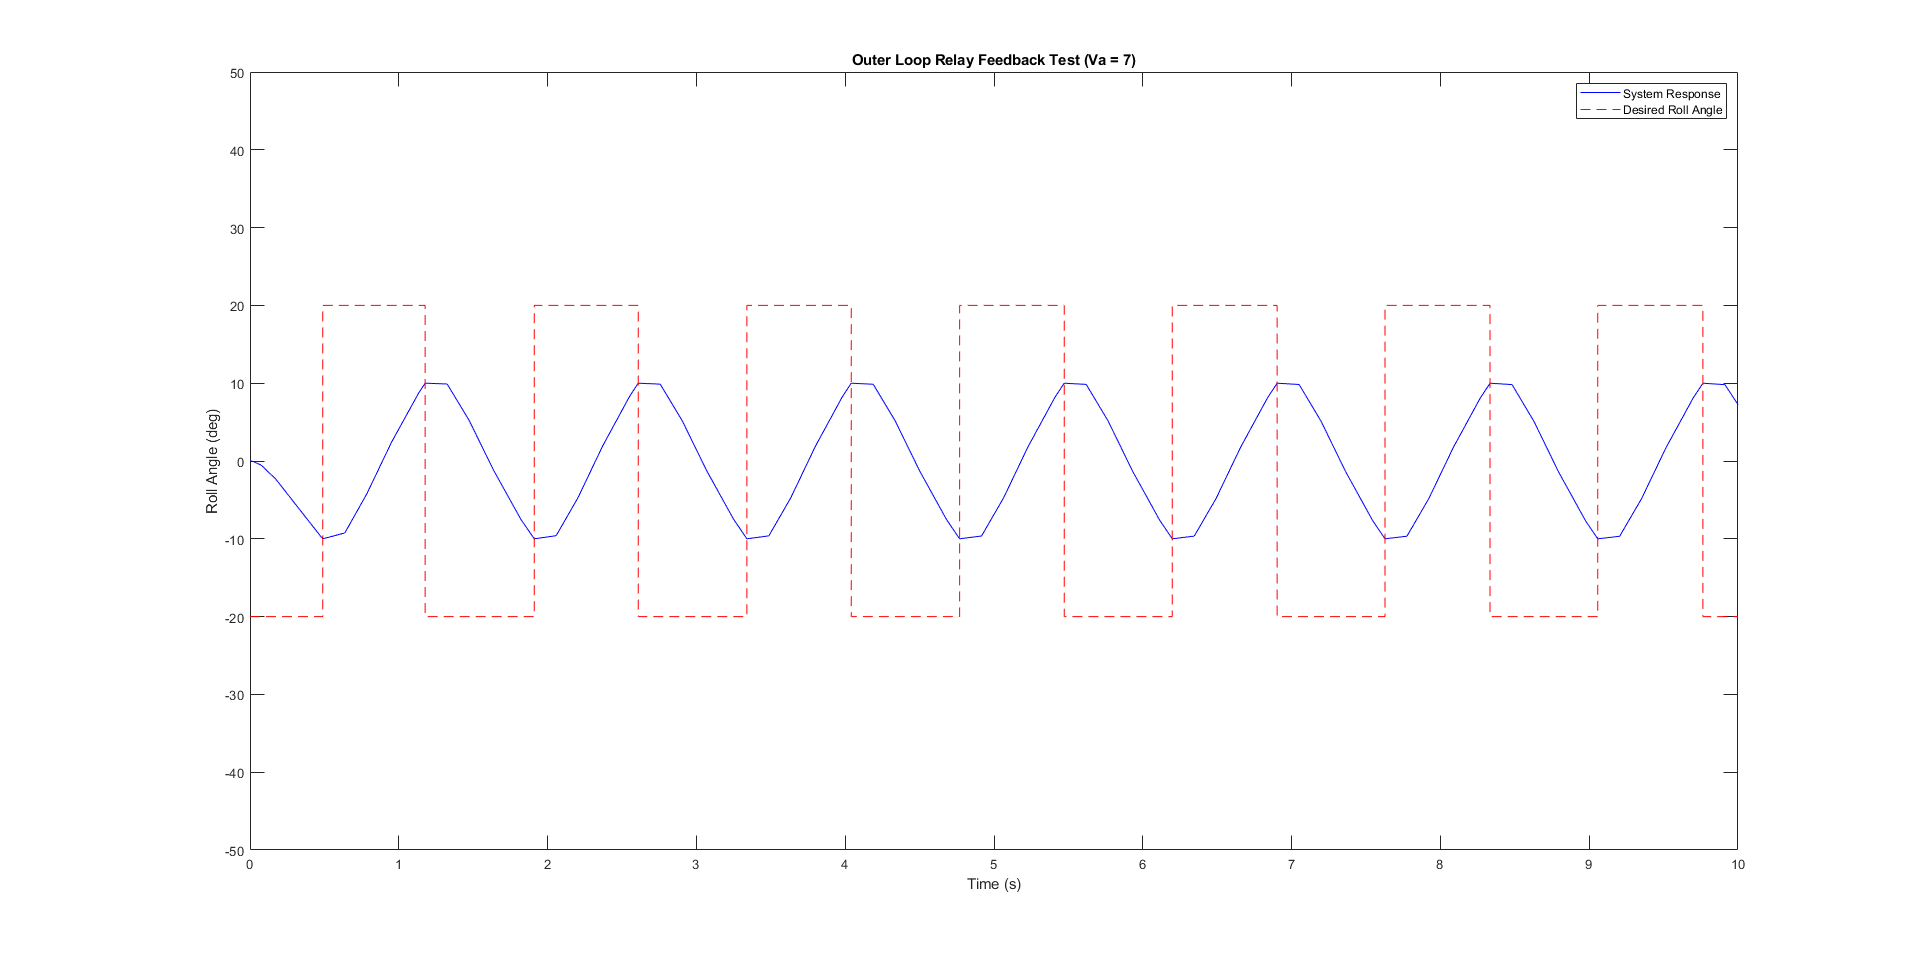 Outer Loop Relay Feedback Test (Va = 7)
System Response
Desired Roll Angle
50
40
30
20
10
0
-10
-20
-30
-40
-50
Roll Angle (deg)
0 1 2 3 4 5 6 7 8 9 10
Time (s)